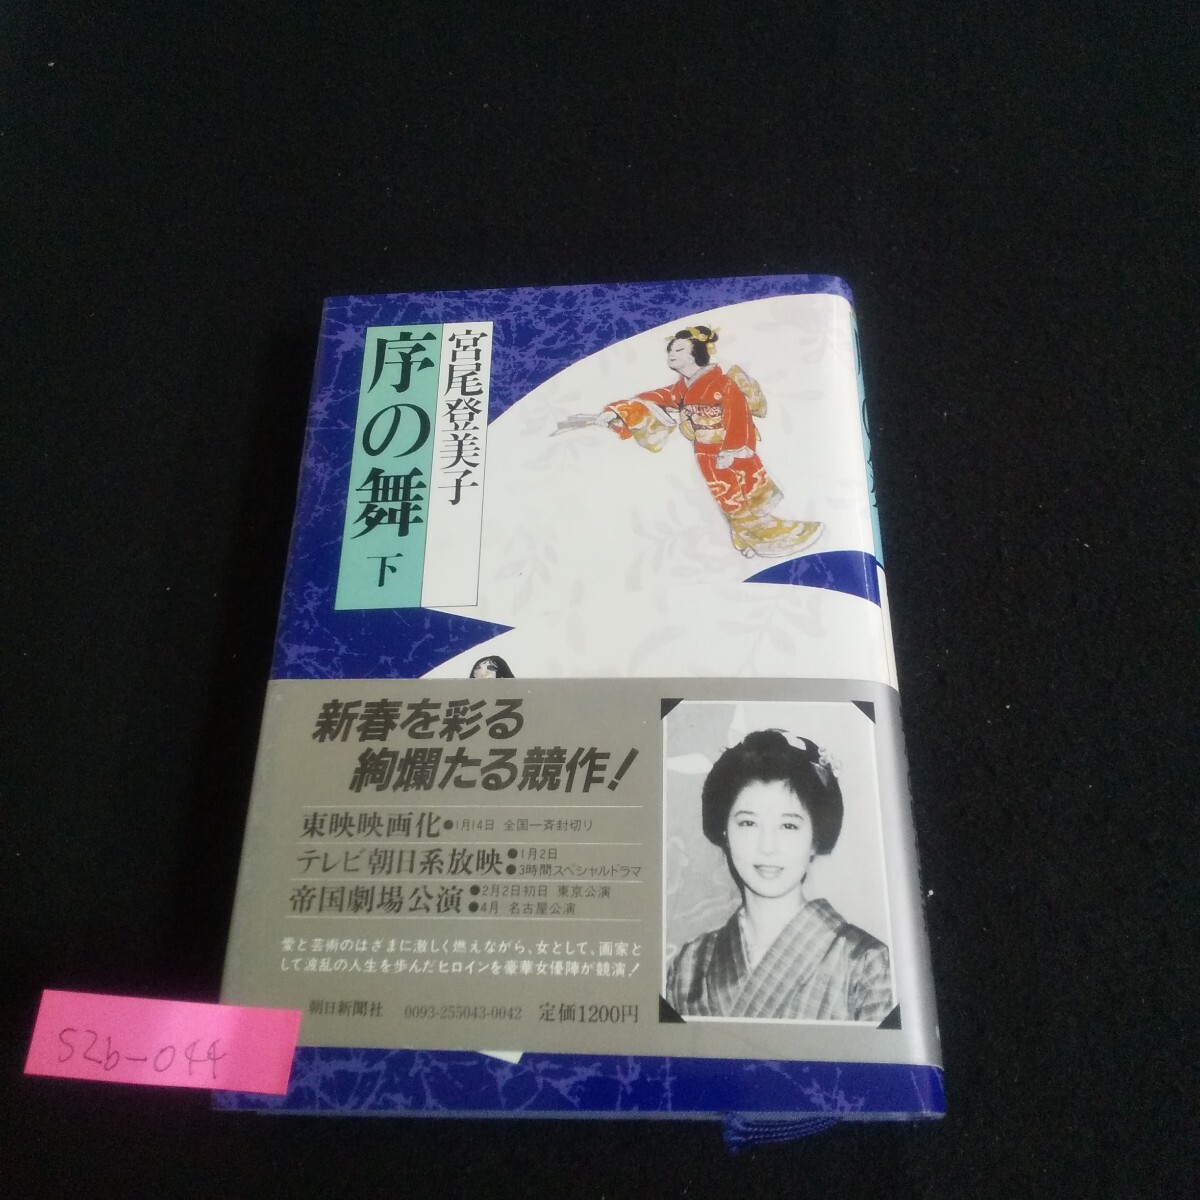 宮尾登美子
序の舞 下
新春を彩る
絢爛たる競作!
東映映画化●1月14日 全国一斉封切り
テレビ朝日系放映●1月2日
●3時間スペシャルドラマ
帝国劇場公演●2月2日初日 東京公演
●4月 名古屋公演
愛と芸術のはざまに激しく燃えながら、女として、画家と
して波乱の人生を歩んだヒロインを豪華女優陣が競演!
朝日新聞社 0093-255043-0042 定価1200円
S2b-044